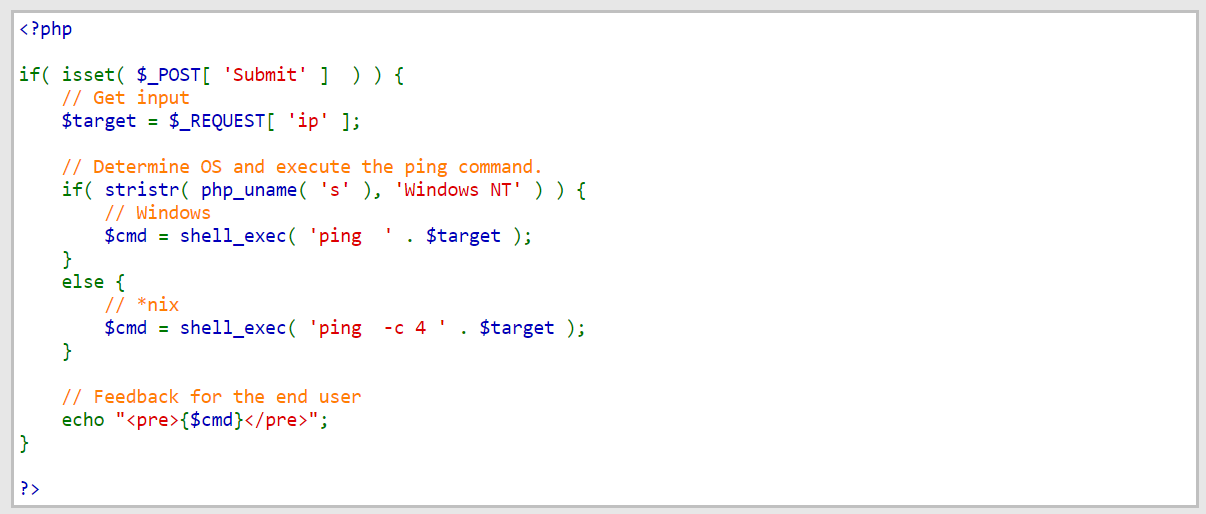 <?php
if( isset( $_POST[ 'Submit' ]  ) ) {
    // Get input
    $target = $_REQUEST[ 'ip' ];
    // Determine OS and execute the ping command.
    if( stristr( php_uname( 's' ), 'Windows NT' ) ) {
        // Windows
        $cmd = shell_exec( 'ping  ' . $target );
    }
    else {
        // *nix
        $cmd = shell_exec( 'ping  -c 4 ' . $target );
    }
    // Feedback for the end user
    echo "<pre>{$cmd}</pre>";
}
?>